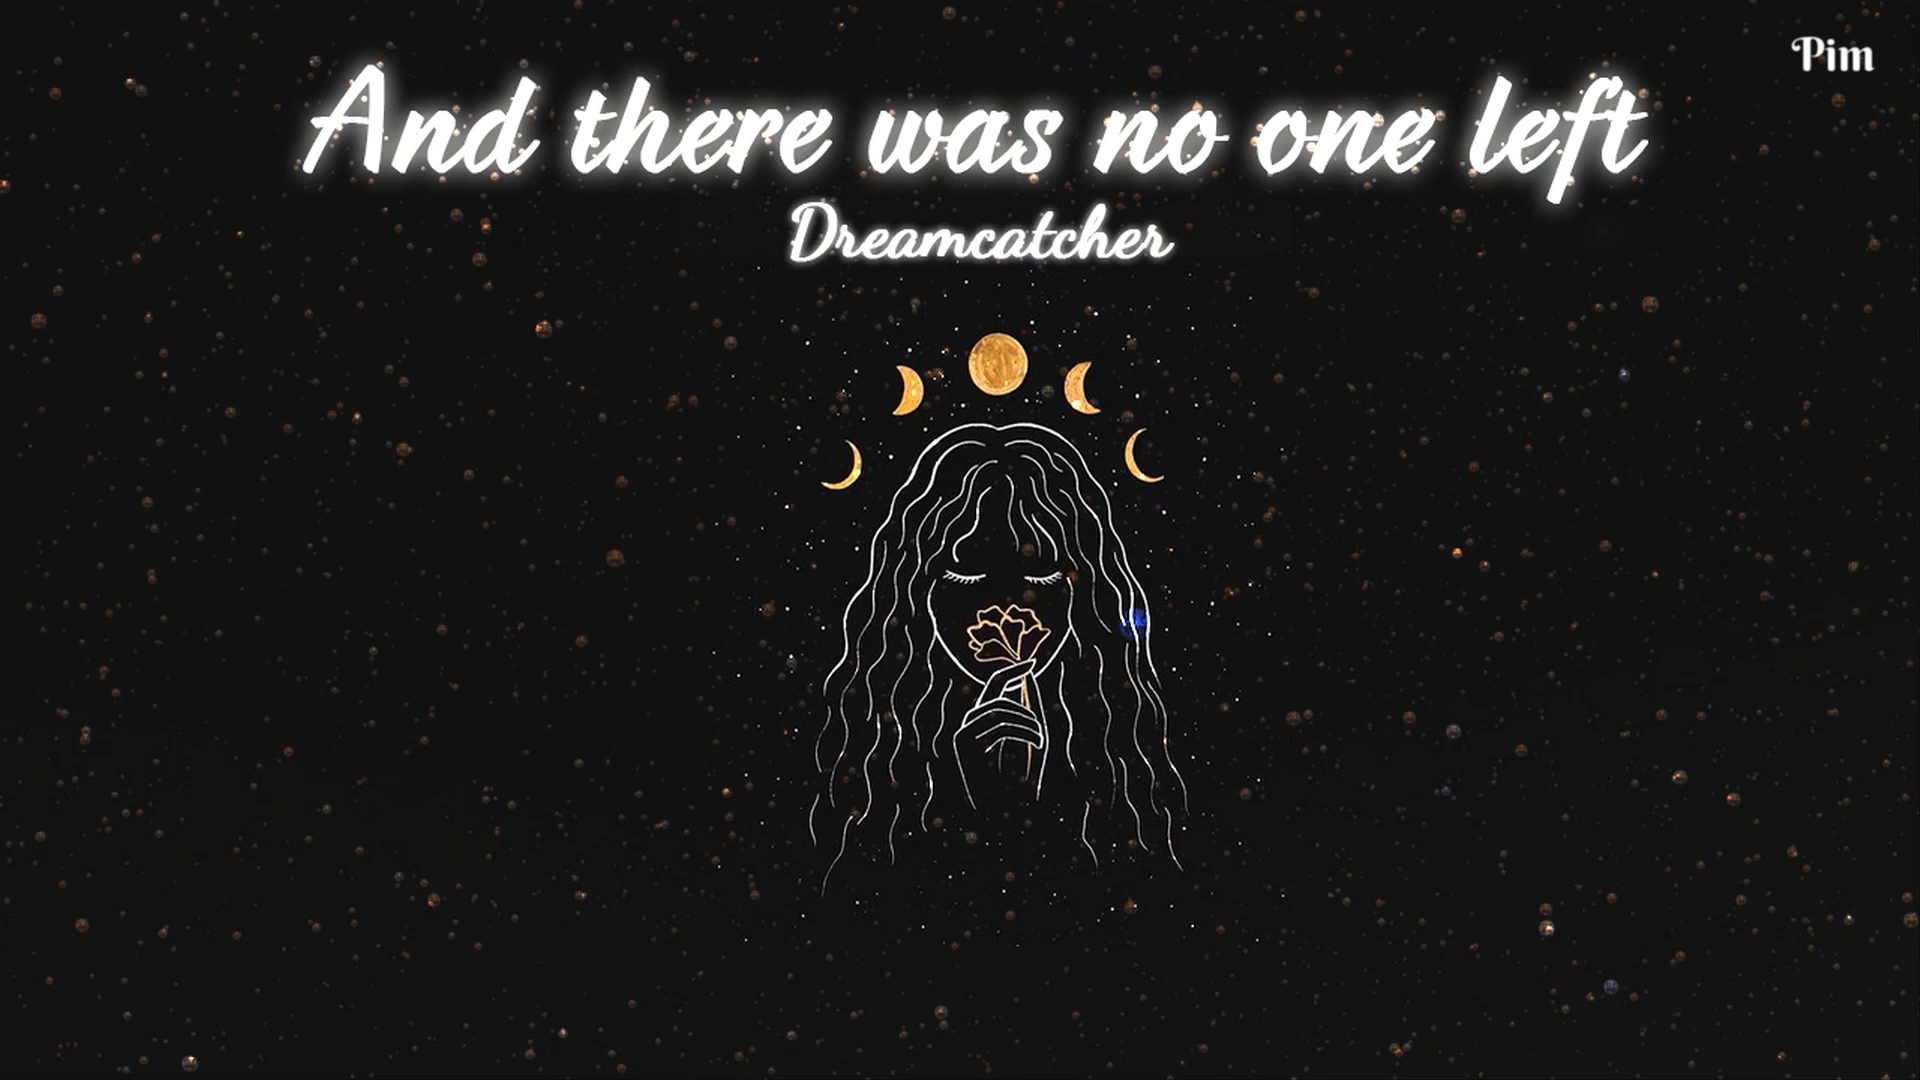 Pim
And there was no one left
Dreamcatcher